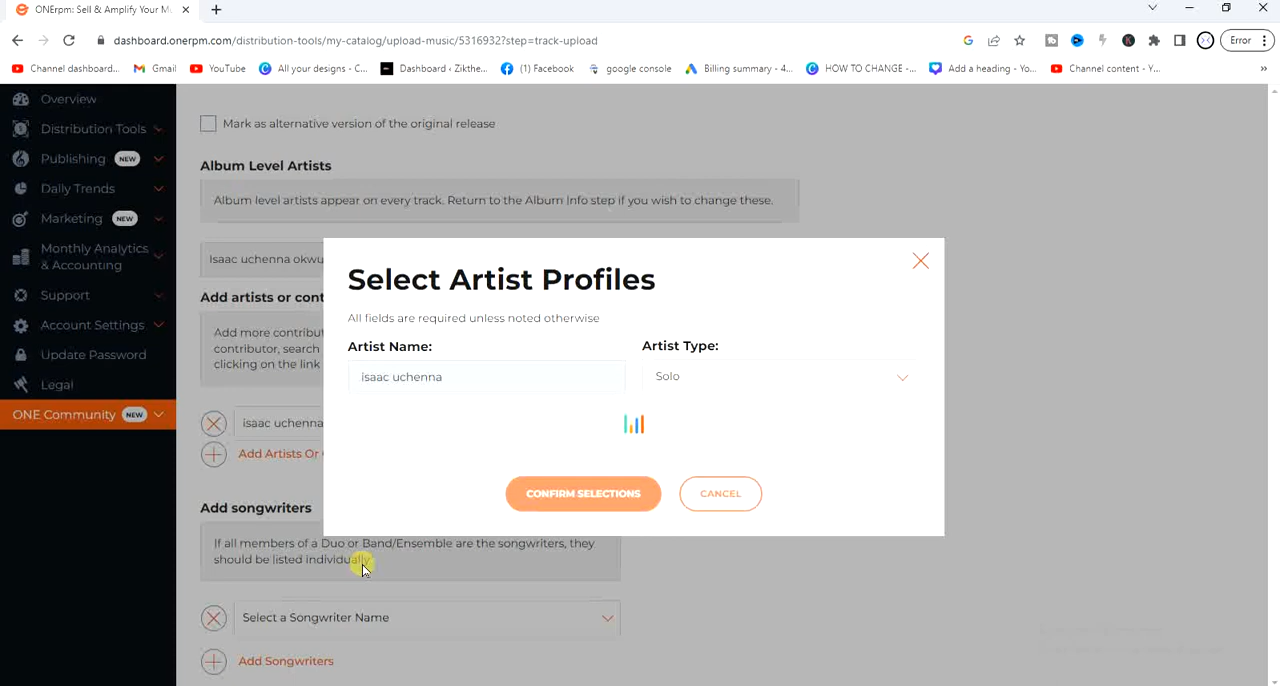 ONErpm: Sell & Amplify Your M
dashboard.onerpm.com/distribution-tools/my-catalog/upload-music/5316932?step=track-upload
Error
Channel dashboard...
Gmail
YouTube
All your designs - C...
Dashboard ‹ Zikthe...
(1) Facebook
google console
Billing summary - 4...
HOW TO CHANGE -...
Add a heading - Yo...
Channel content - Y...
»
Overview
Distribution Tools
Publishing NEW
Daily Trends
Marketing NEW
Monthly Analytics
& Accounting
Support
Account Settings
Update Password
Legal
ONE Community NEW
Mark as alternative version of the original release
Album Level Artists
Album level artists appear on every track. Return to the Album Info step if you wish to change these.
Isaac uchenna okwu
Add artists or cont
Add more contribut
contributor, search
clicking on the link
isaac uchenna
Add Artists Or
Add songwriters
If all members of a Duo or Band/Ensemble are the songwriters, they
should be listed individually
Select a Songwriter Name
Add Songwriters
Select Artist Profiles
All fields are required unless noted otherwise
Artist Name:
Artist Type:
isaac uchenna
Solo
CONFIRM SELECTIONS
CANCEL